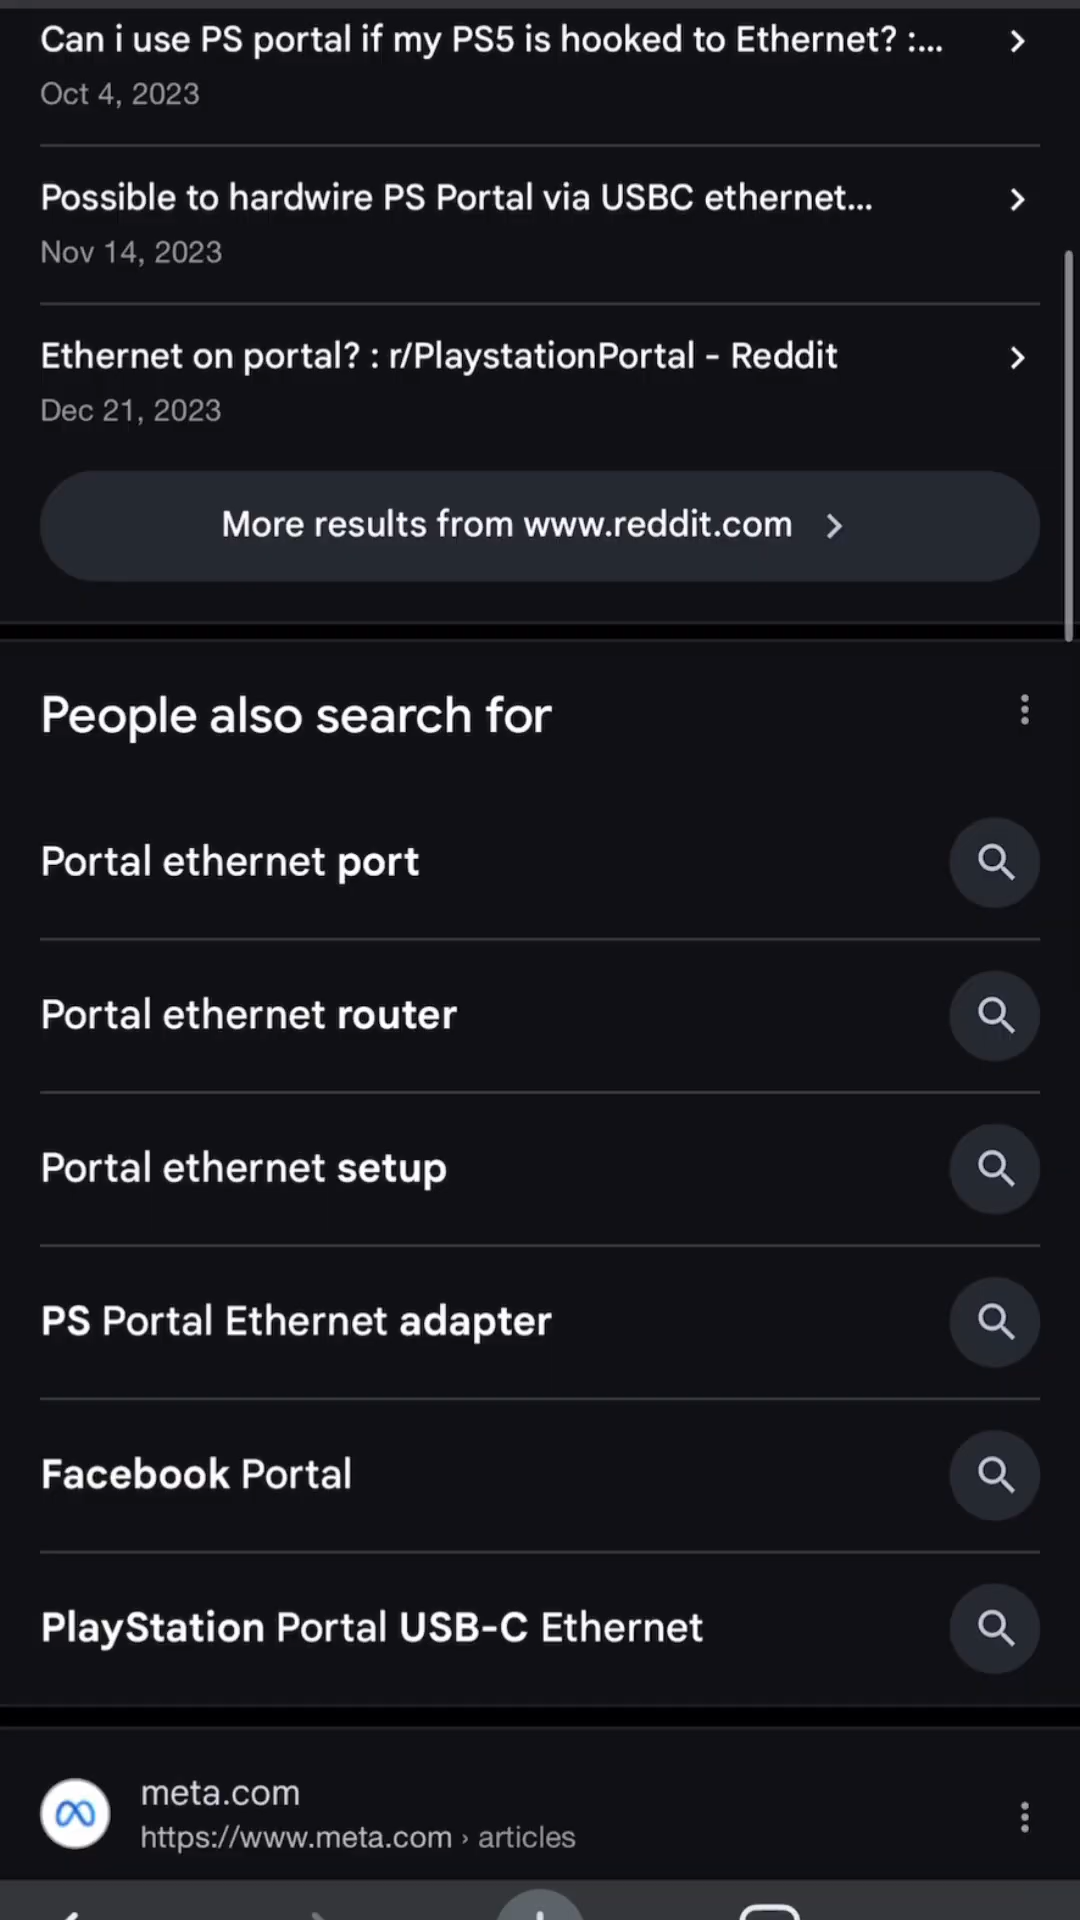 Can i use PS portal if my PS5 is hooked to Ethernet? :...
Oct 4, 2023
Possible to hardwire PS Portal via USBC ethernet...
Nov 14, 2023
Ethernet on portal? : r/PlaystationPortal - Reddit
Dec 21, 2023
More results from www.reddit.com
People also search for
Portal ethernet port
Portal ethernet router
Portal ethernet setup
PS Portal Ethernet adapter
Facebook Portal
PlayStation Portal USB-C Ethernet
meta.com
https://www.meta.com › articles